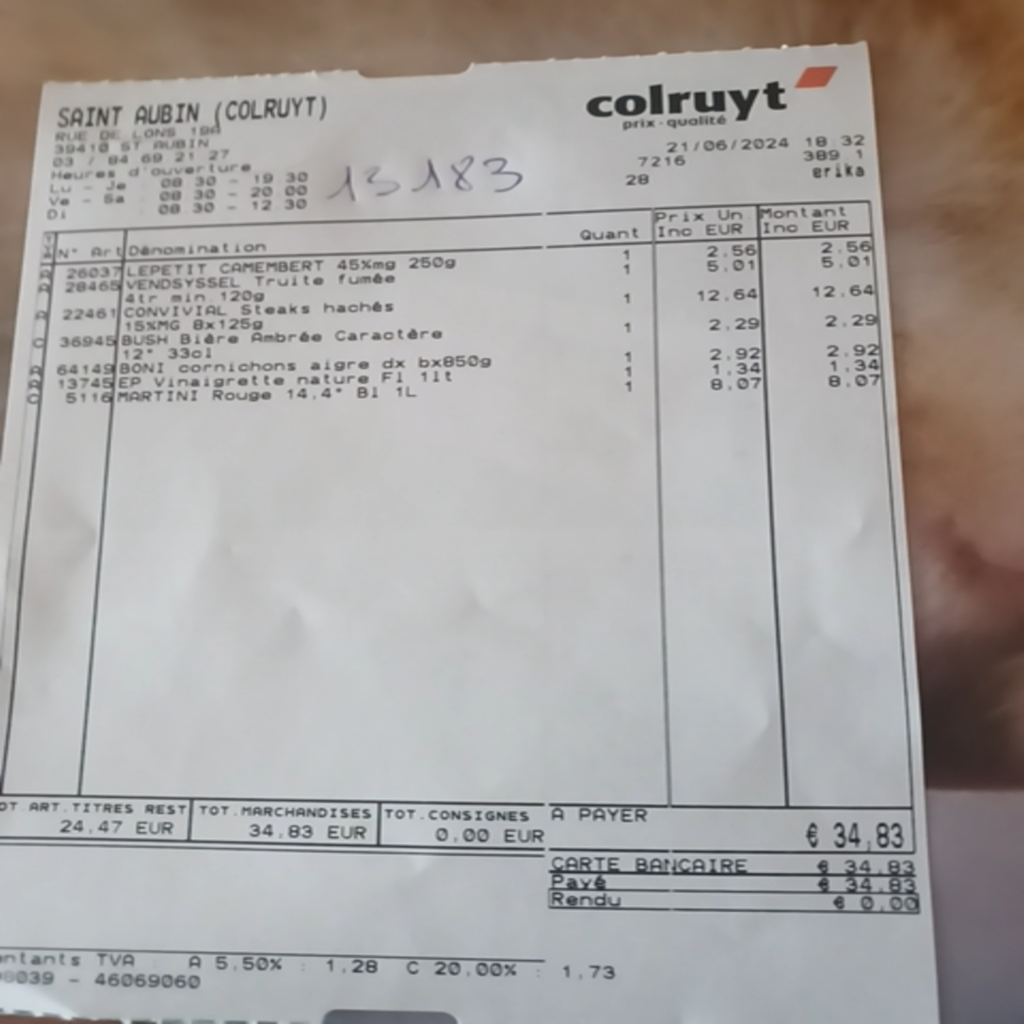 SAINT AUBIN (COLRUYT)
RUE DE LONS 19A
39410 ST AUBIN
03 / 84 69 21 27
Heures d'ouverture
Lu - Je : 08 30 - 19 30
Ve - Sa : 08 30 - 20 00
Di : 08 30 - 12 30
13183
colruyt
prix-qualité
21/06/2024 18 32
7216 389 1
28 erika
N° Art Dénomination Quant Prix Un Inc EUR Montant Inc EUR
A 26037 LEPETIT CAMEMBERT 45%mg 250g 1 2.56 2.56
A 28465 VENDSYSSEL Truite fumée 1 5.01 5.01
4tr min.120g
A 22461 CONVIVIAL Steaks hachés 1 12.64 12.64
15%MG 8x125g
C 36945 BUSH Bière Ambrée Caractère 1 2.29 2.29
12° 33cl
A 64149 BONI cornichons aigre dx bx850g 1 2.92 2.92
A 13745 EP Vinaigrette nature Fl 1lt 1 1.34 1.34
C 5116 MARTINI Rouge 14.4° Bl 1L 1 8.07 8.07
OT.ART.TITRES REST TOT.MARCHANDISES TOT.CONSIGNES A PAYER
24,47 EUR 34,83 EUR 0,00 EUR € 34,83
CARTE BANCAIRE € 34,83
Payé € 34,83
Rendu € 0,00
ntants TVA : A 5,50% : 1,28 C 20,00% : 1,73
8039 - 46069060